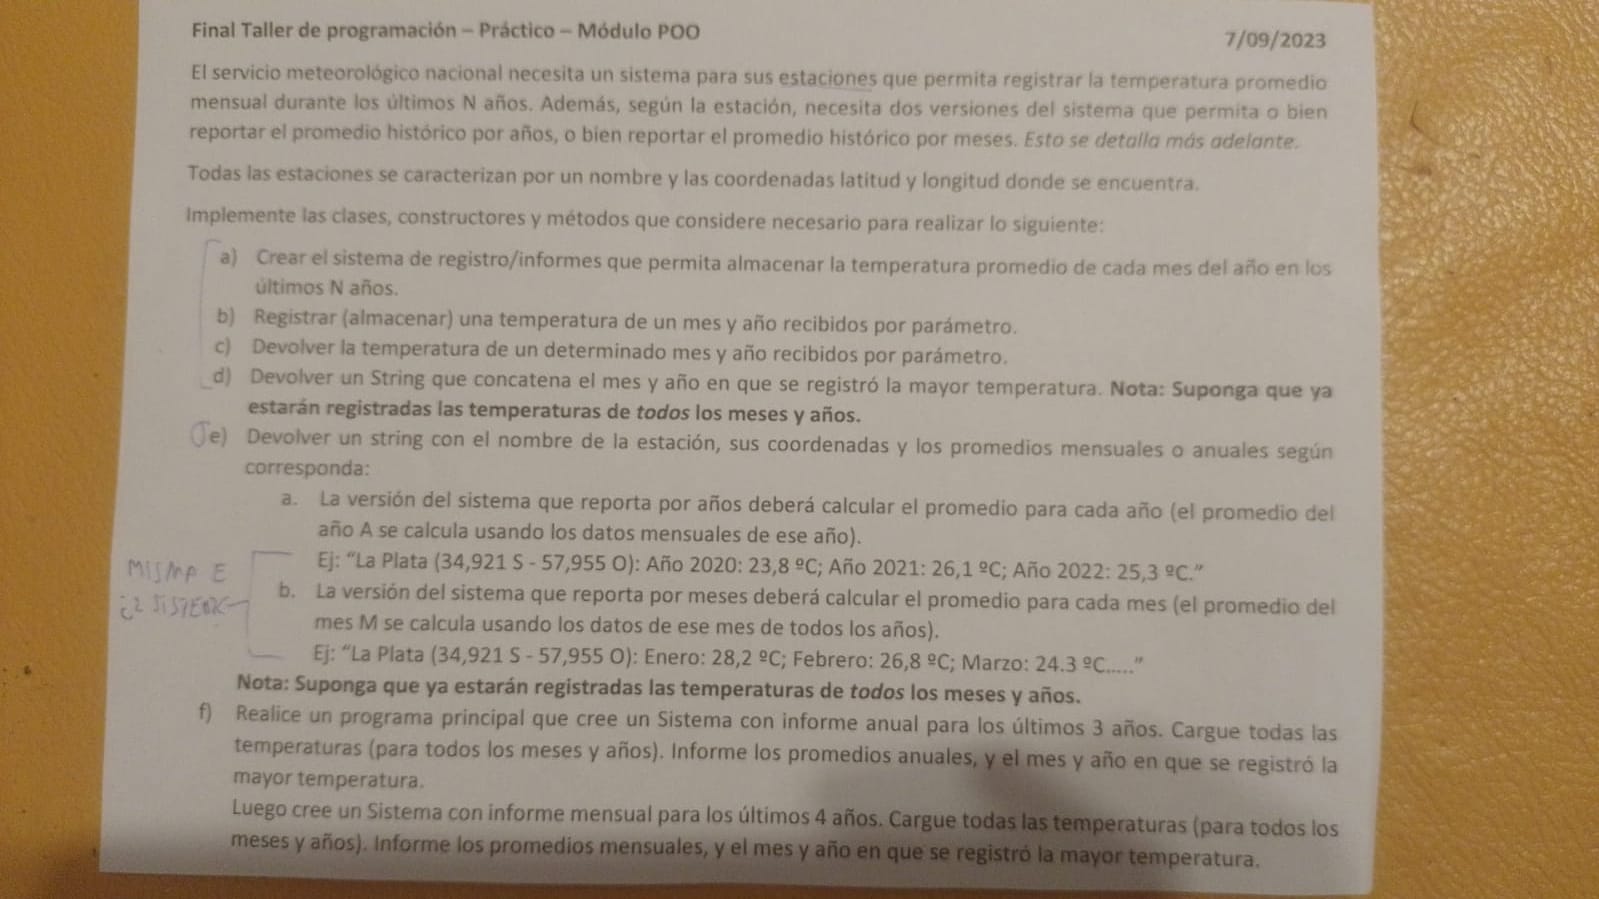 Final Taller de programación – Práctico – Módulo POO
7/09/2023
El servicio meteorológico nacional necesita un sistema para sus estaciones que permita registrar la temperatura promedio
mensual durante los últimos N años. Además, según la estación, necesita dos versiones del sistema que permita o bien
reportar el promedio histórico por años, o bien reportar el promedio histórico por meses. Esto se detalla más adelante.
Todas las estaciones se caracterizan por un nombre y las coordenadas latitud y longitud donde se encuentra.
Implemente las clases, constructores y métodos que considere necesario para realizar lo siguiente:
a) Crear el sistema de registro/informes que permita almacenar la temperatura promedio de cada mes del año en los
últimos N años.
b) Registrar (almacenar) una temperatura de un mes y año recibidos por parámetro.
c) Devolver la temperatura de un determinado mes y año recibidos por parámetro.
d) Devolver un String que concatena el mes y año en que se registró la mayor temperatura. Nota: Suponga que ya
estarán registradas las temperaturas de todos los meses y años.
e) Devolver un string con el nombre de la estación, sus coordenadas y los promedios mensuales o anuales según
corresponda:
a. La versión del sistema que reporta por años deberá calcular el promedio para cada año (el promedio del
año A se calcula usando los datos mensuales de ese año).
Ej: “La Plata (34,921 S - 57,955 O): Año 2020: 23,8 ºC; Año 2021: 26,1 ºC; Año 2022: 25,3 ºC.”
MISMA E
¿2
b. La versión del sistema que reporta por meses deberá calcular el promedio para cada mes (el promedio del
mes M se calcula usando los datos de ese mes de todos los años).
Ej: “La Plata (34,921 S - 57,955 O): Enero: 28,2 ºC; Febrero: 26,8 ºC; Marzo: 24.3 ºC.....”
Nota: Suponga que ya estarán registradas las temperaturas de todos los meses y años.
f) Realice un programa principal que cree un Sistema con informe anual para los últimos 3 años. Cargue todas las
temperaturas (para todos los meses y años). Informe los promedios anuales, y el mes y año en que se registró la
mayor temperatura.
Luego cree un Sistema con informe mensual para los últimos 4 años. Cargue todas las temperaturas (para todos los
meses y años). Informe los promedios mensuales, y el mes y año en que se registró la mayor temperatura.